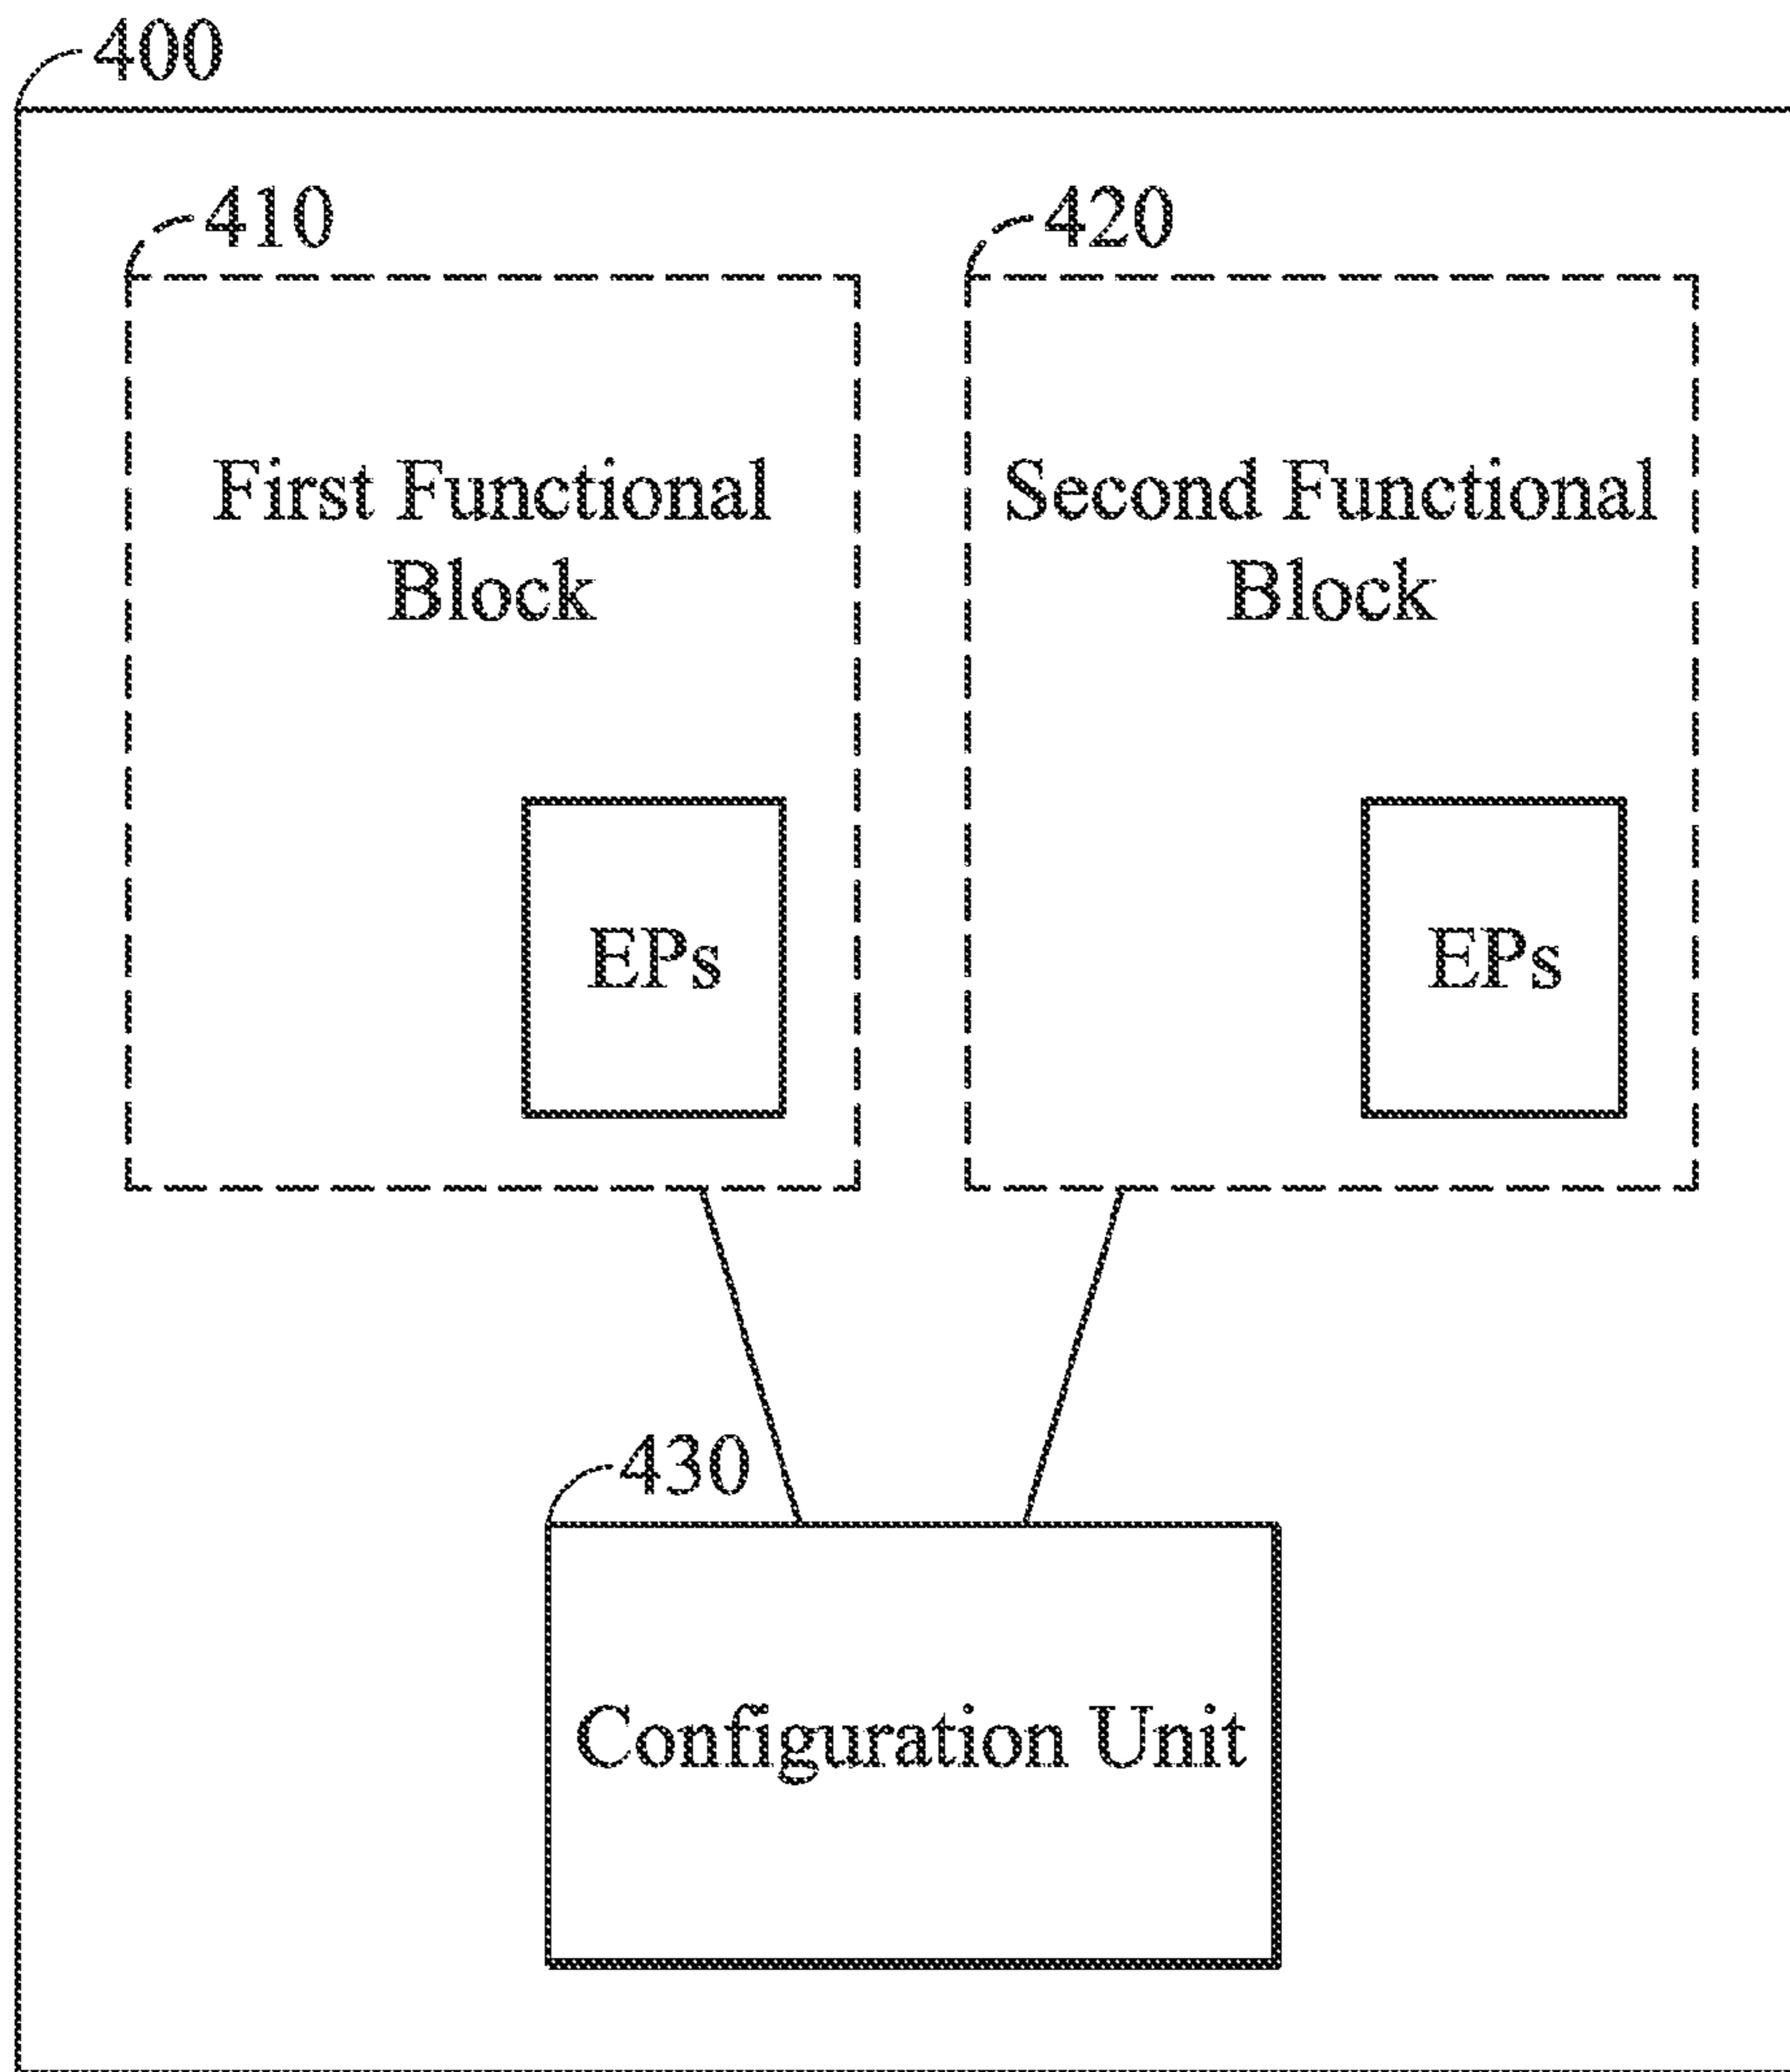 400
410
420
First Functional
Block
Second Functional
Block
EPs
EPs
430
Configuration Unit